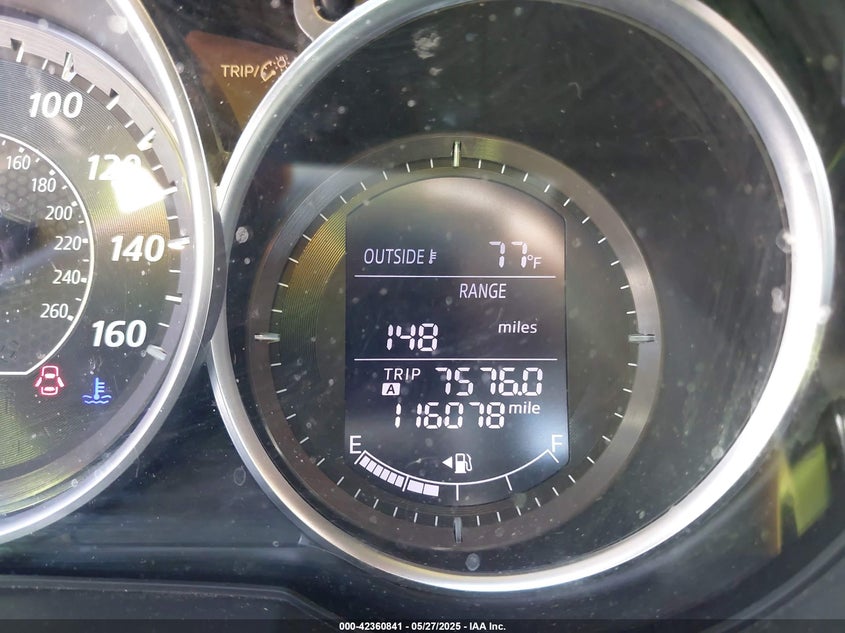 TRIP/
100
120
140
160
160
180
200
220
240
260
OUTSIDE 77°F
RANGE
148 miles
TRIP A 7576.0
116078 mile
E F
000-42360841 - 05/27/2025 - IAA Inc.